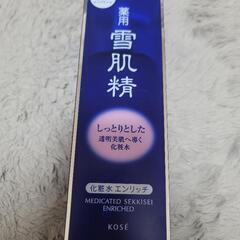 薬用
雪肌精
しっとりとした
透明美肌へ導く
化粧水
化粧水 エンリッチ
MEDICATED SEKKISEI
ENRICHED
KOSÉ